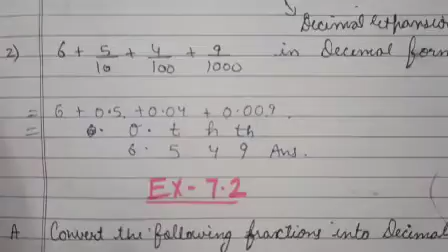 Decimal Expansion
2) 6 + 5/10 + 4/100 + 9/1000 in Decimal form
= 6 + 0.5 + 0.04 + 0.009.
= 0. t h th
6. 5 4 9 Ans.
EX-7.2
A Convert the following fractions into Decimal